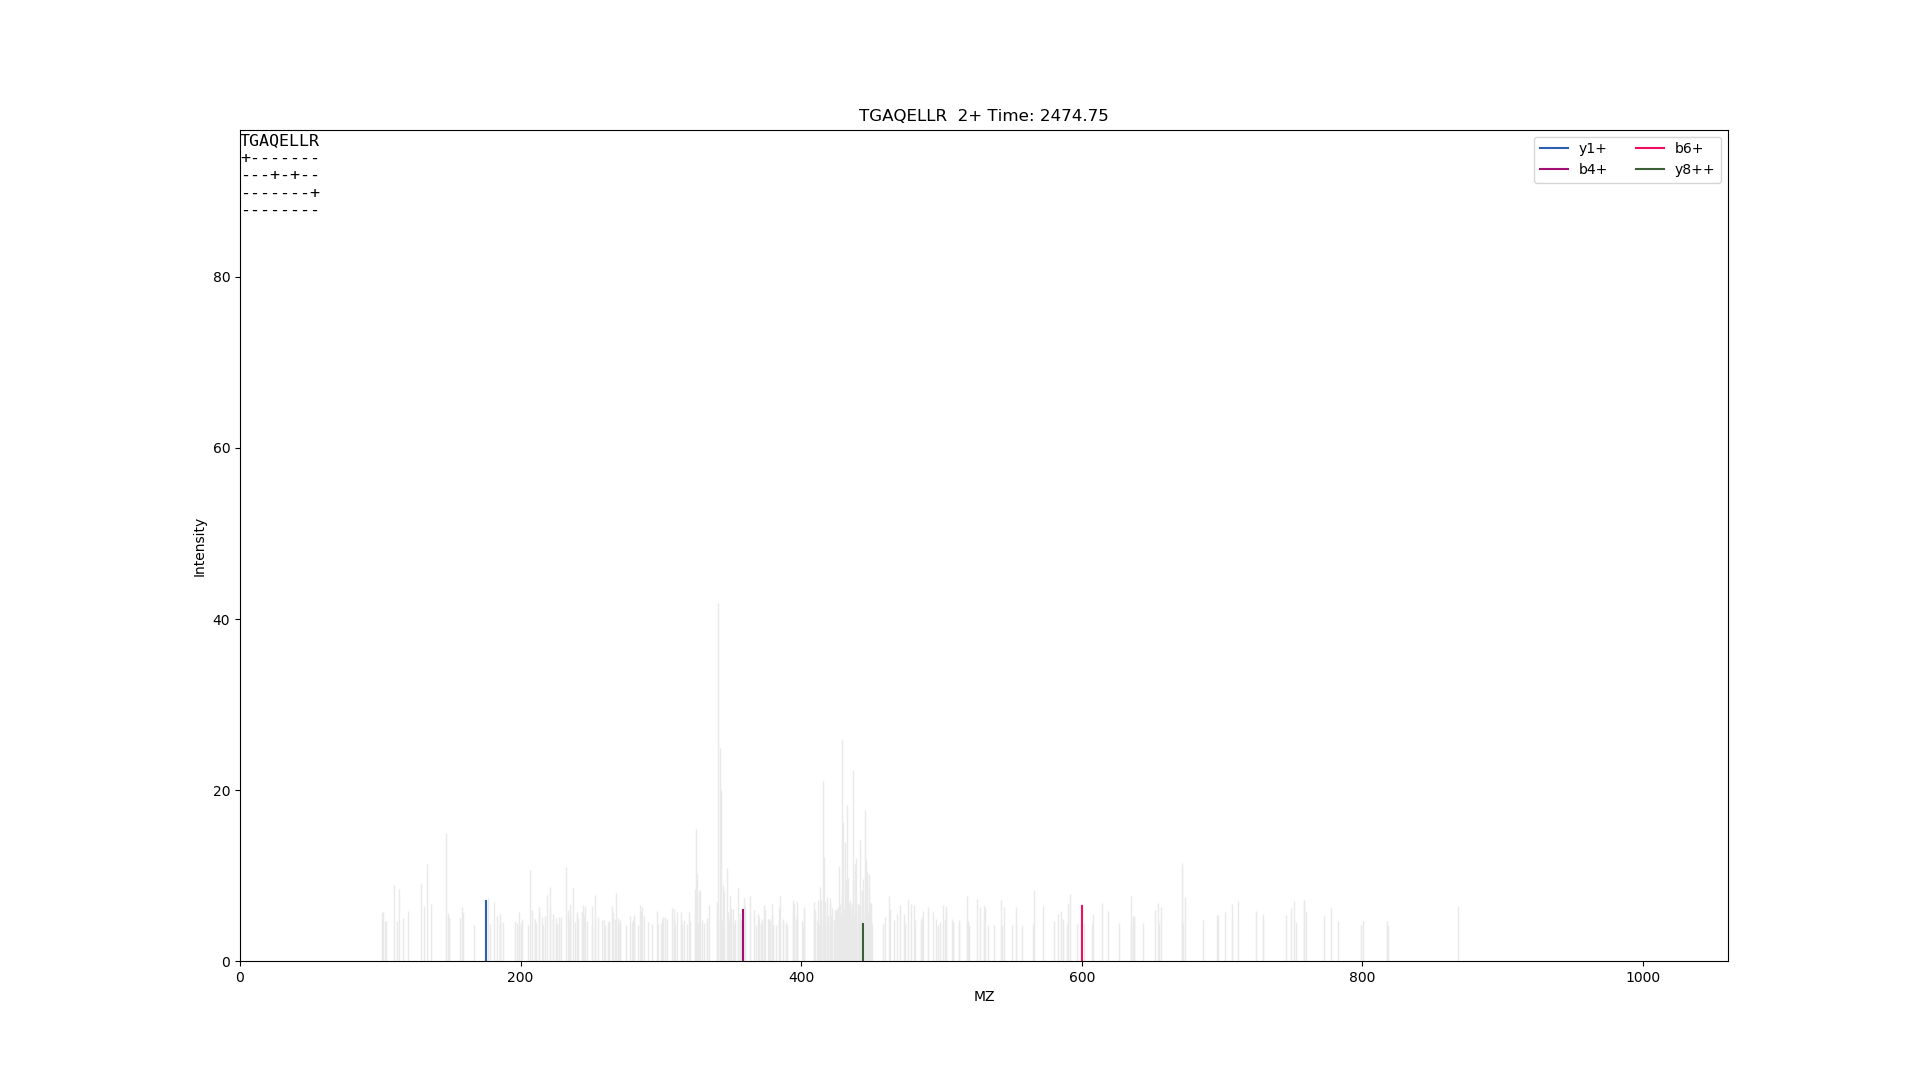 TGAQELLR  2+ Time: 2474.75
TGAQELLR
+-------
---+-+--
-------+
--------
y1+
b4+
b6+
y8++
80
60
40
20
0
Intensity
0 200 400 600 800 1000
MZ